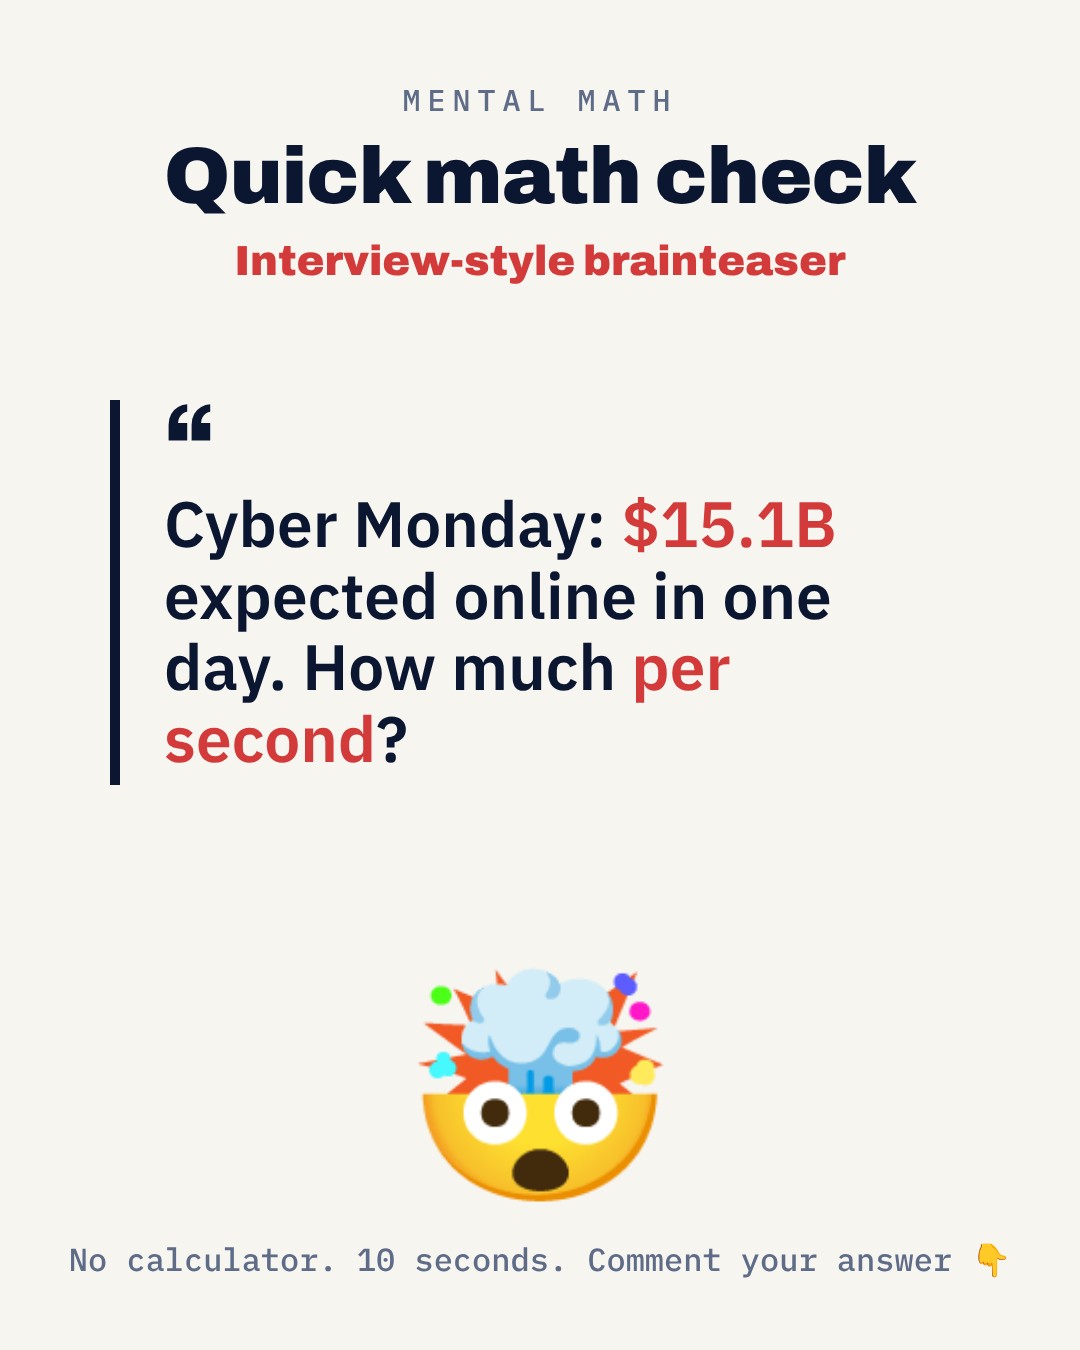 MENTAL MATH
Quick math check
Interview-style brainteaser
“
Cyber Monday: $15.1B
expected online in one
day. How much per
second?
No calculator. 10 seconds. Comment your answer 👇